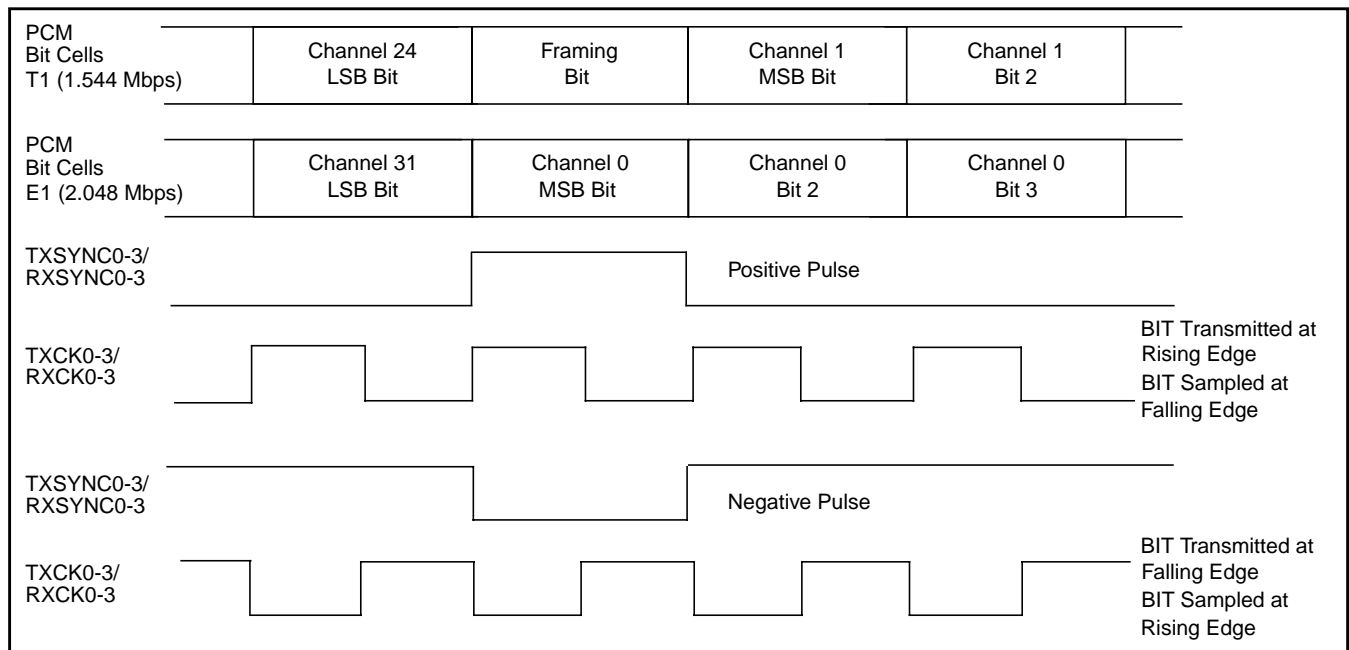 PCM
Bit Cells
T1 (1.544 Mbps)
Channel 24
LSB Bit
Framing
Bit
Channel 1
MSB Bit
Channel 1
Bit 2
PCM
Bit Cells
E1 (2.048 Mbps)
Channel 31
LSB Bit
Channel 0
MSB Bit
Channel 0
Bit 2
Channel 0
Bit 3
TXSYNC0-3/
RXSYNC0-3
Positive Pulse
TXCK0-3/
RXCK0-3
BIT Transmitted at
Rising Edge
BIT Sampled at
Falling Edge
TXSYNC0-3/
RXSYNC0-3
Negative Pulse
TXCK0-3/
RXCK0-3
BIT Transmitted at
Falling Edge
BIT Sampled at
Rising Edge